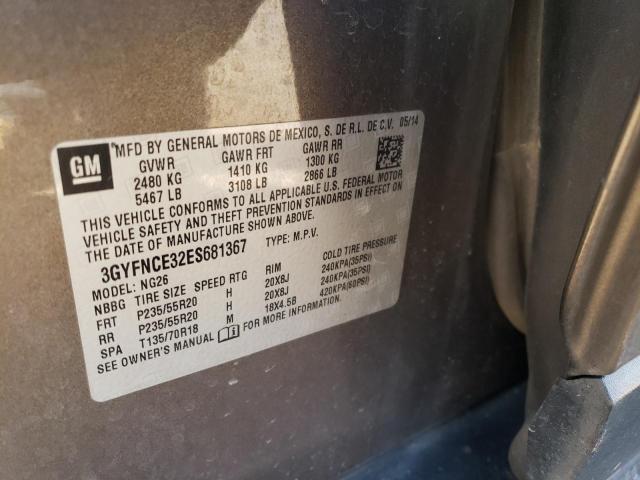 GM
MFD BY GENERAL MOTORS DE MEXICO, S. DE R.L. DE C.V. 05/14
GVWR GAWR FRT GAWR RR
2480 KG 1410 KG 1300 KG
5467 LB 3108 LB 2866 LB
THIS VEHICLE CONFORMS TO ALL APPLICABLE U.S. FEDERAL MOTOR
VEHICLE SAFETY AND THEFT PREVENTION STANDARDS IN EFFECT ON
THE DATE OF MANUFACTURE SHOWN ABOVE.
3GYFNCE32ES681367 TYPE: M.P.V.
MODEL: NG26
NBBG TIRE SIZE SPEED RTG RIM COLD TIRE PRESSURE
FRT P235/55R20 H 20X8J 240KPA(35PSI)
RR P235/55R20 H 20X8J 240KPA(35PSI)
SPA T135/70R18 M 18X4.5B 420KPA(60PSI)
SEE OWNER'S MANUAL FOR MORE INFORMATION.